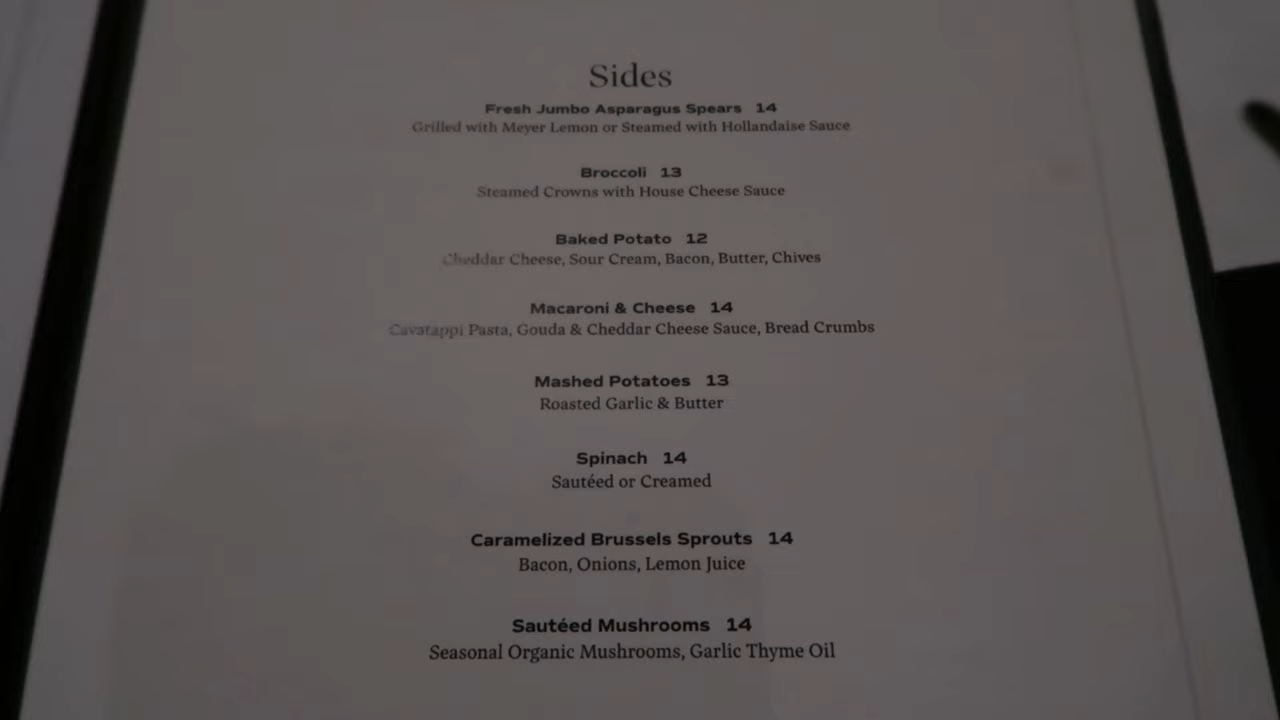 Sides
Fresh Jumbo Asparagus Spears 14
Grilled with Meyer Lemon or Steamed with Hollandaise Sauce
Broccoli 13
Steamed Crowns with House Cheese Sauce
Baked Potato 12
Cheddar Cheese, Sour Cream, Bacon, Butter, Chives
Macaroni & Cheese 14
Cavatappi Pasta, Gouda & Cheddar Cheese Sauce, Bread Crumbs
Mashed Potatoes 13
Roasted Garlic & Butter
Spinach 14
Sautéed or Creamed
Caramelized Brussels Sprouts 14
Bacon, Onions, Lemon Juice
Sautéed Mushrooms 14
Seasonal Organic Mushrooms, Garlic Thyme Oil